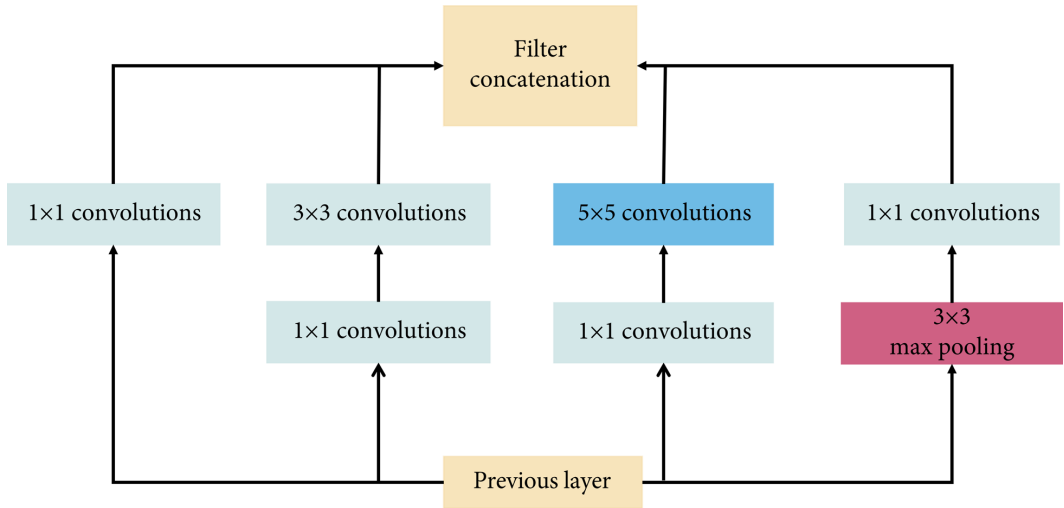 Filter
concatenation
1×1 convolutions
3×3 convolutions
5×5 convolutions
1×1 convolutions
1×1 convolutions
1×1 convolutions
3×3
max pooling
Previous layer